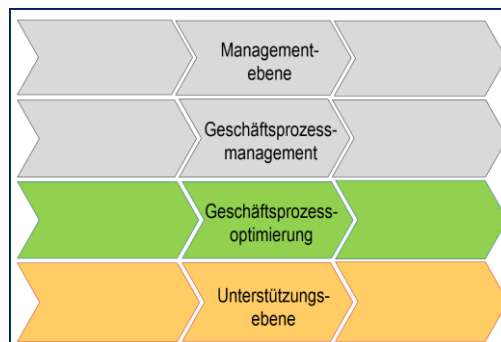 Management-
ebene
Geschäftsprozess-
management
Geschäftsprozess-
optimierung
Unterstützungs-
ebene